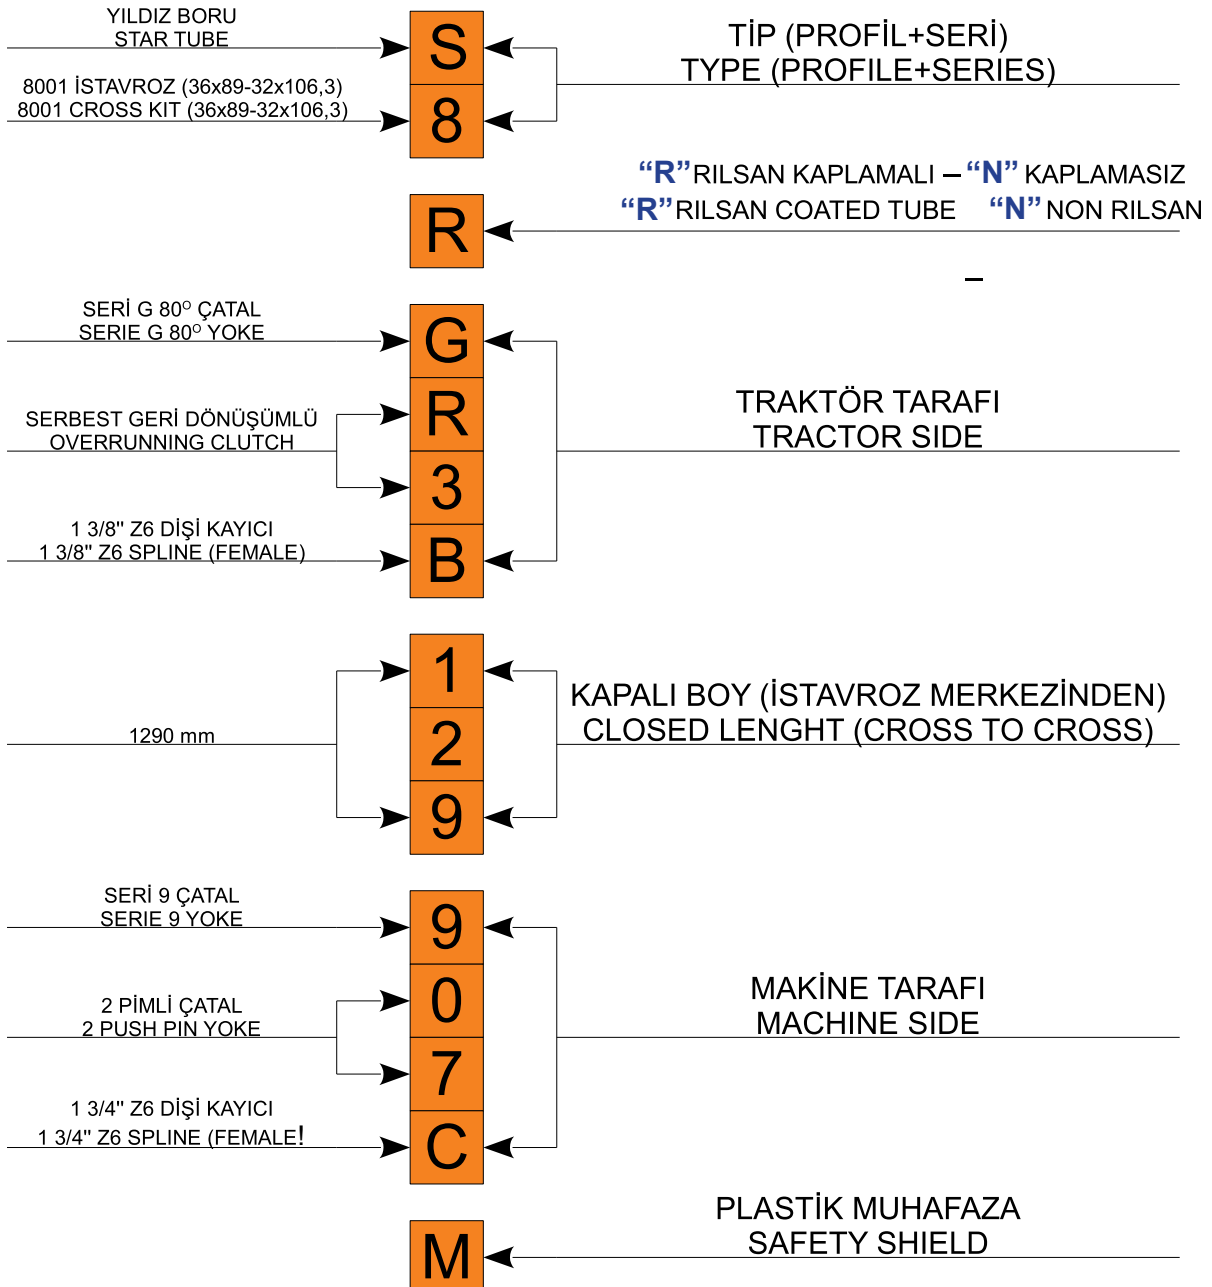 YILDIZ BORU
STAR TUBE
S
TİP (PROFİL+SERİ)
TYPE (PROFILE+SERIES)
8001 İSTAVROZ (36x89-32x106,3)
8001 CROSS KIT (36x89-32x106,3)
8
“R” RILSAN KAPLAMALI – “N” KAPLAMASIZ
“R” RILSAN COATED TUBE “N” NON RILSAN
R
–
SERİ G 80º ÇATAL
SERIE G 80º YOKE
G
SERBEST GERİ DÖNÜŞÜMLÜ
OVERRUNNING CLUTCH
R
3
TRAKTÖR TARAFI
TRACTOR SIDE
1 3/8" Z6 DİŞİ KAYICI
1 3/8" Z6 SPLINE (FEMALE)
B
1290 mm
1
2
9
KAPALI BOY (İSTAVROZ MERKEZİNDEN)
CLOSED LENGHT (CROSS TO CROSS)
SERİ 9 ÇATAL
SERIE 9 YOKE
9
2 PİMLİ ÇATAL
2 PUSH PIN YOKE
0
7
MAKİNE TARAFI
MACHINE SIDE
1 3/4" Z6 DİŞİ KAYICI
1 3/4" Z6 SPLINE (FEMALE!
C
PLASTİK MUHAFAZA
SAFETY SHIELD
M